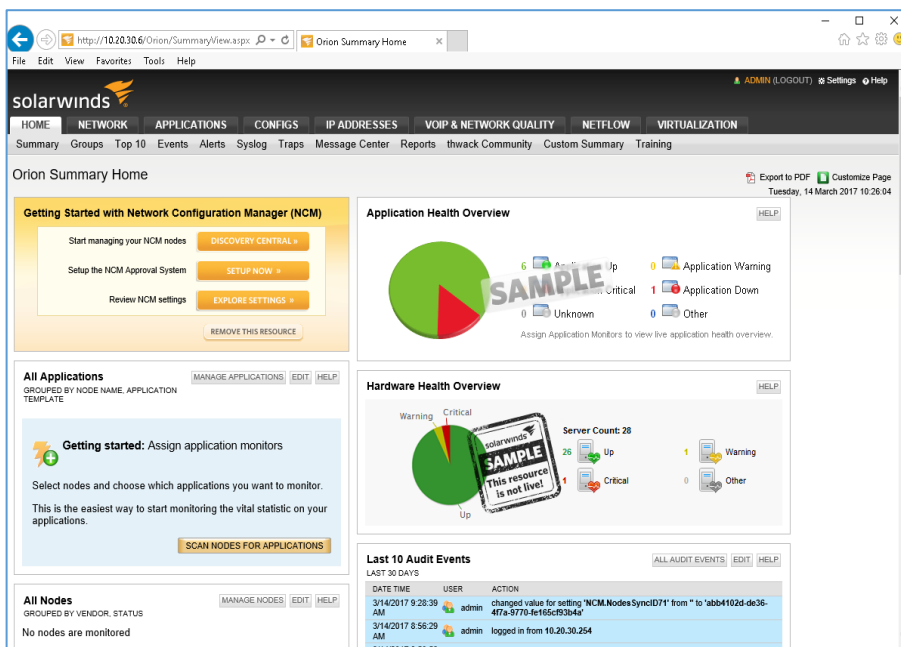 http://10.20.30.6/Orion/SummaryView.aspx
Orion Summary Home
File Edit View Favorites Tools Help
solarwinds
ADMIN (LOGOUT) Settings Help
HOME NETWORK APPLICATIONS CONFIGS IP ADDRESSES VOIP & NETWORK QUALITY NETFLOW VIRTUALIZATION
Summary Groups Top 10 Events Alerts Syslog Traps Message Center Reports thwack Community Custom Summary Training
Orion Summary Home
Export to PDF Customize Page
Tuesday, 14 March 2017 10:26:04
Getting Started with Network Configuration Manager (NCM)
Start managing your NCM nodes DISCOVERY CENTRAL »
Setup the NCM Approval System SETUP NOW »
Review NCM settings EXPLORE SETTINGS »
REMOVE THIS RESOURCE
All Applications MANAGE APPLICATIONS EDIT HELP
GROUPED BY NODE NAME, APPLICATION
TEMPLATE
Getting started: Assign application monitors
Select nodes and choose which applications you want to monitor.
This is the easiest way to start monitoring the vital statistic on your
applications.
SCAN NODES FOR APPLICATIONS
All Nodes MANAGE NODES EDIT HELP
GROUPED BY VENDOR, STATUS
No nodes are monitored
Application Health Overview HELP
6 Up 0 Application Warning
SAMPLE
Critical 1 Application Down
0 Unknown 0 Other
Assign Application Monitors to view live application health overview.
Hardware Health Overview HELP
Warning Critical
Up
solarwinds
SAMPLE
This resource
is not live!
Server Count: 28
26 Up 1 Warning
1 Critical 0 Other
Last 10 Audit Events ALL AUDIT EVENTS EDIT HELP
LAST 30 DAYS
DATE TIME USER ACTION
3/14/2017 9:28:39 AM admin changed value for setting 'NCM.NodesSyncID71' from '' to 'abb4102d-de36-
4f7a-9770-fe165cf93b4a'
3/14/2017 8:56:29 AM admin logged in from 10.20.30.254